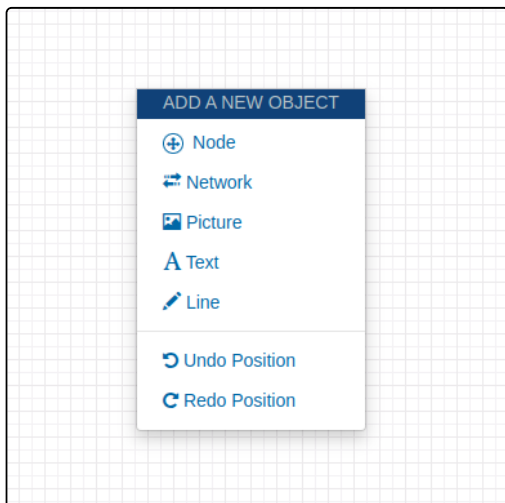 ADD A NEW OBJECT
Node
Network
Picture
Text
Line
Undo Position
Redo Position